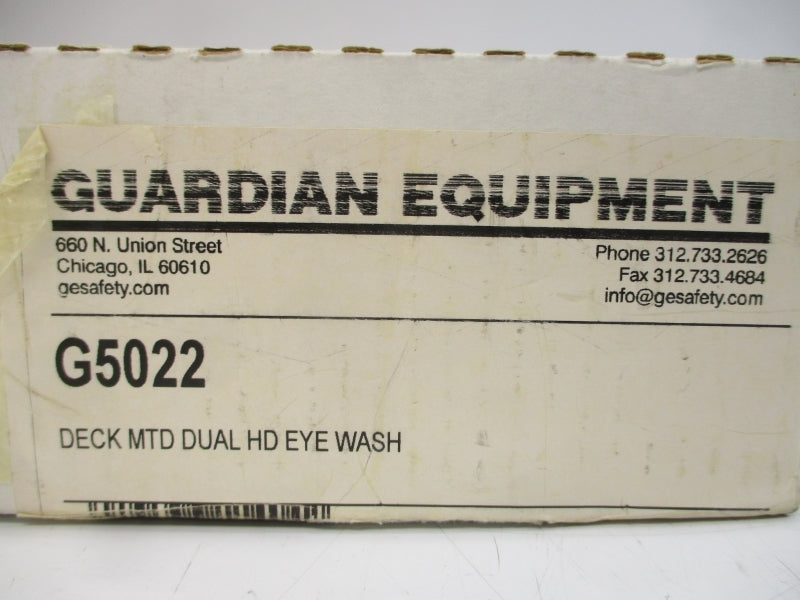 GUARDIAN EQUIPMENT
660 N. Union Street
Chicago, IL 60610
gesafety.com
Phone 312.733.2626
Fax 312.733.4684
info@gesafety.com
G5022
DECK MTD DUAL HD EYE WASH